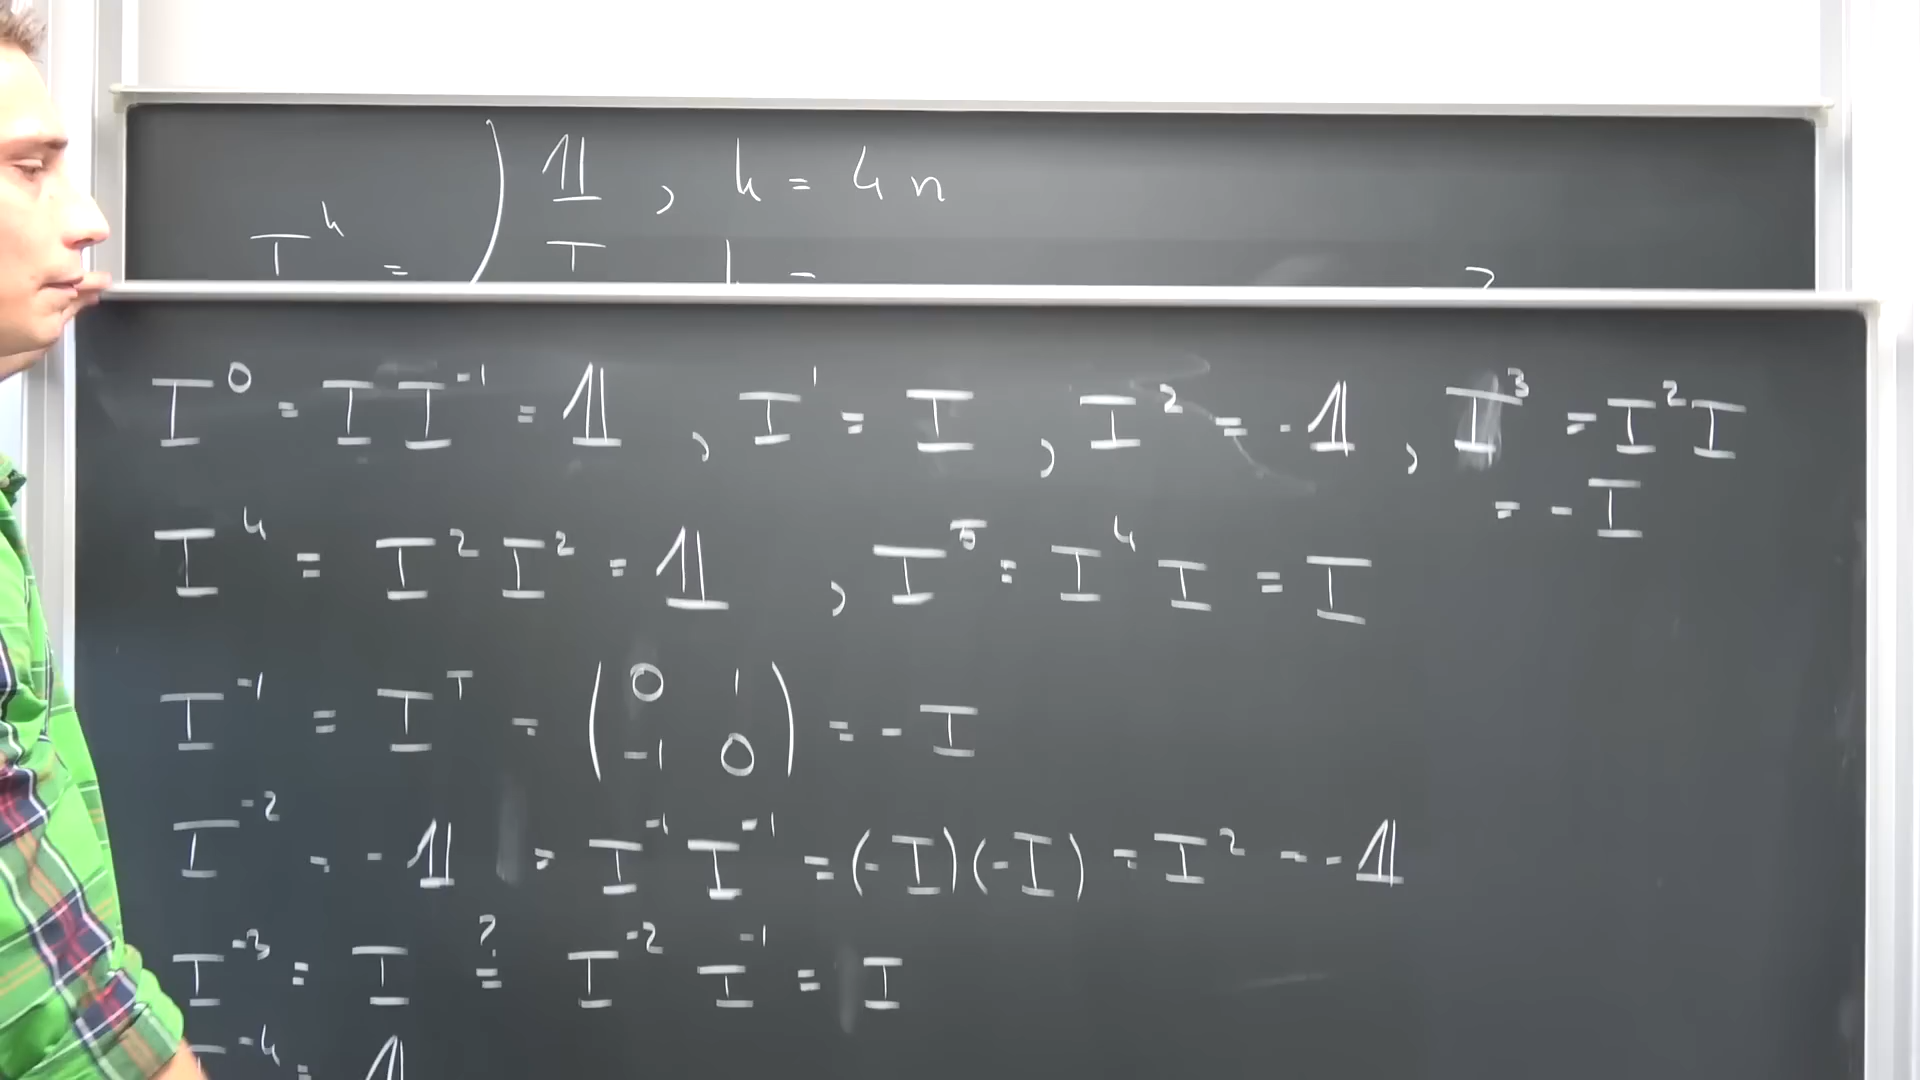 𝟙 , k = 4n
I^k = I k =
I^0 = I I^-1 = 𝟙 , I^1 = I , I^2 = -𝟙 , I^3 = I^2 I
= - I
I^4 = I^2 I^2 = 𝟙 , I^5 = I^4 I = I
I^-1 = I^T = ( 0 1 ; -1 0 ) = - I
I^-2 = - 𝟙 = I^-1 I^-1 = (-I)(-I) = I^2 = -𝟙
I^-3 = I ?= I^-2 I^-1 = I
I^-4 = 𝟙